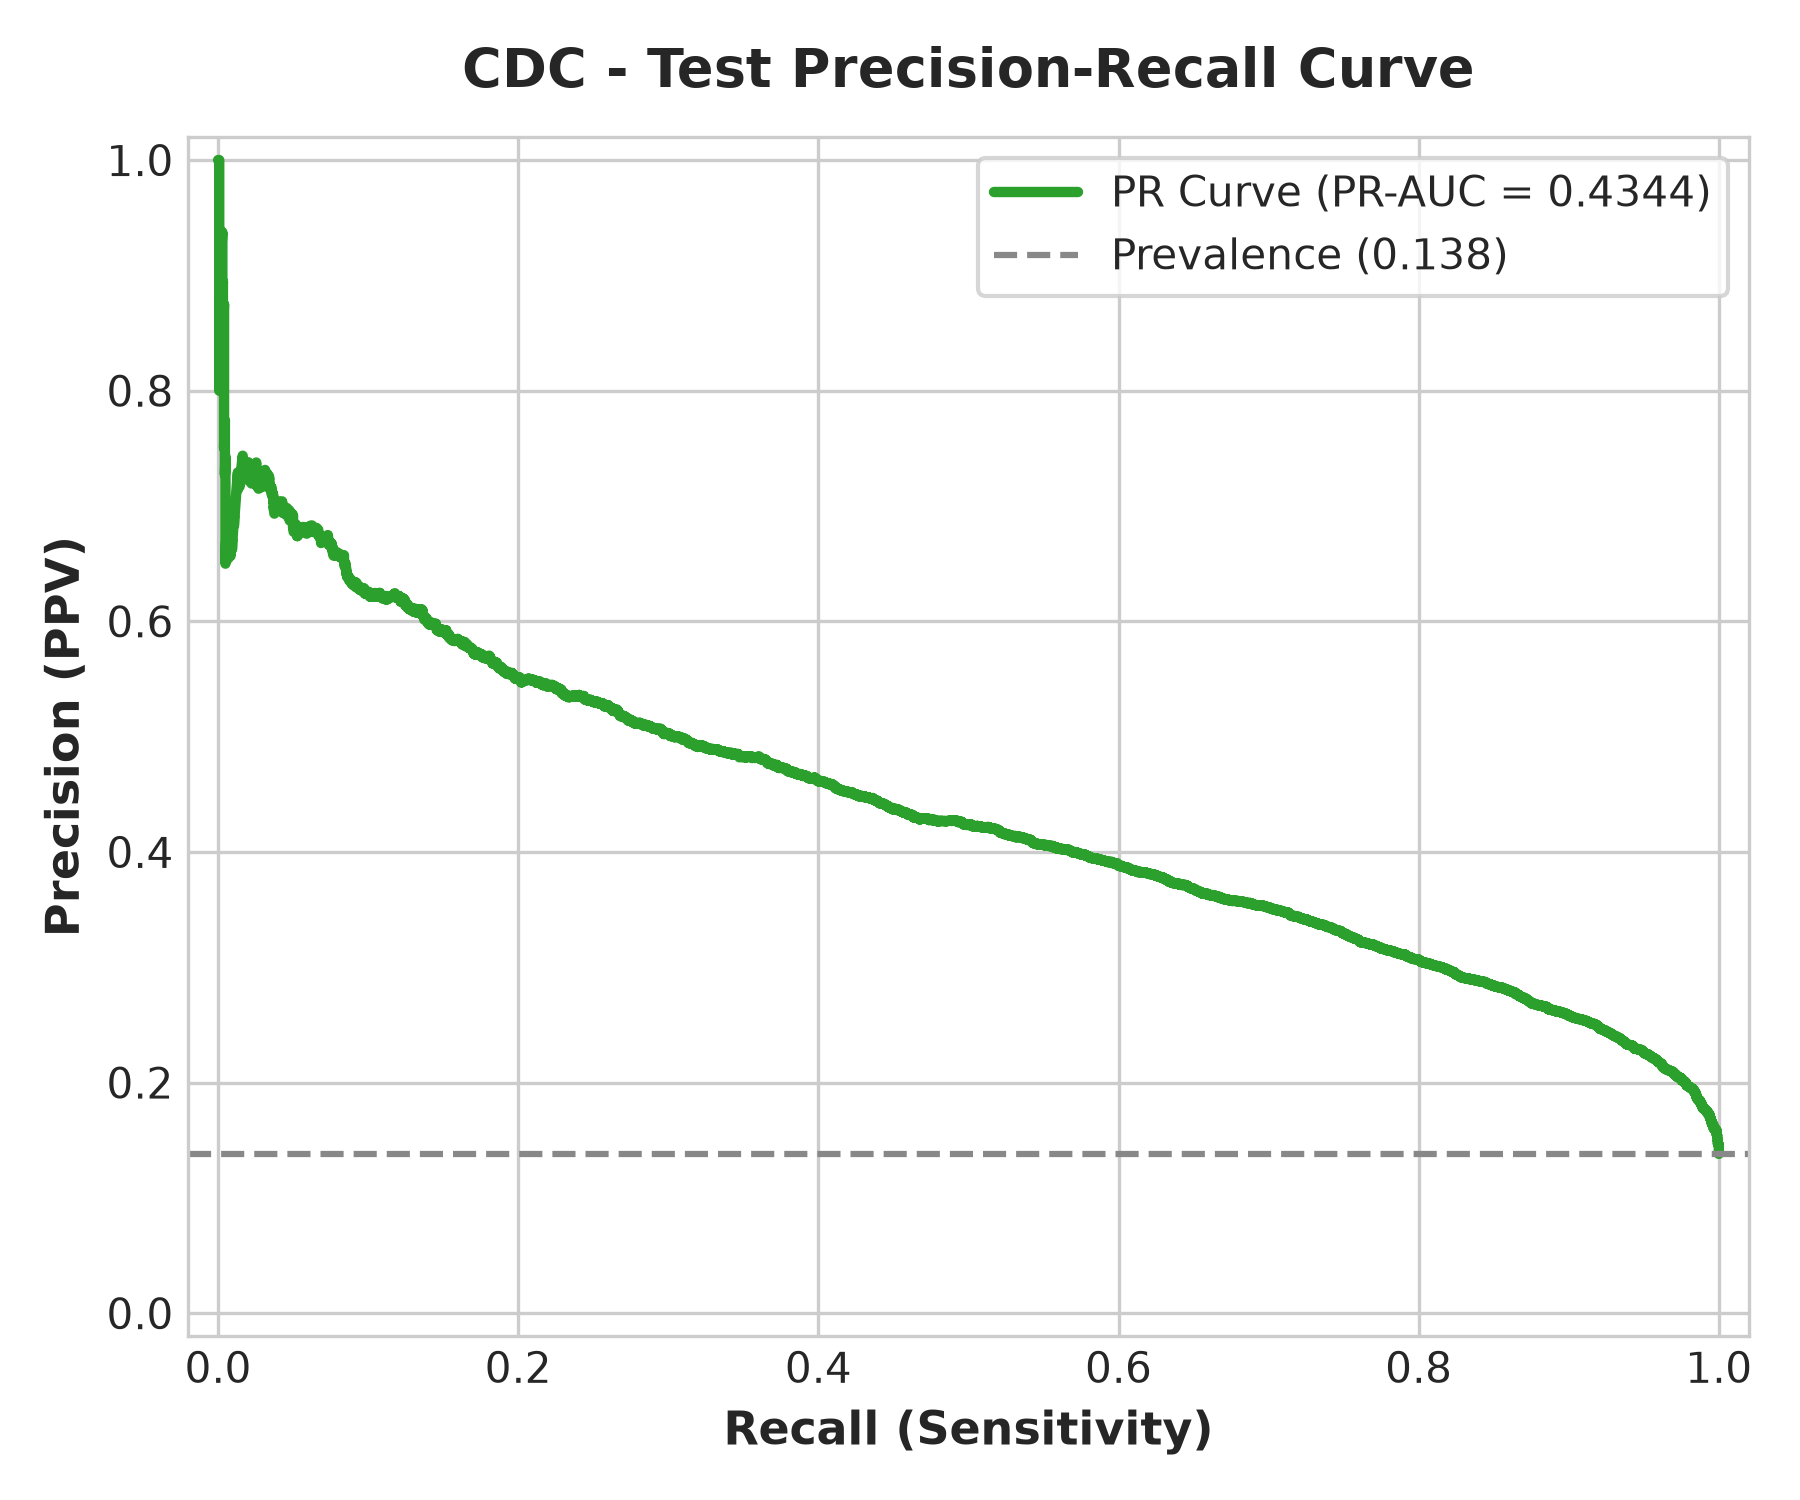 CDC - Test Precision-Recall Curve
PR Curve (PR-AUC = 0.4344)
Prevalence (0.138)
Precision (PPV)
1.0
0.8
0.6
0.4
0.2
0.0
0.0 0.2 0.4 0.6 0.8 1.0
Recall (Sensitivity)